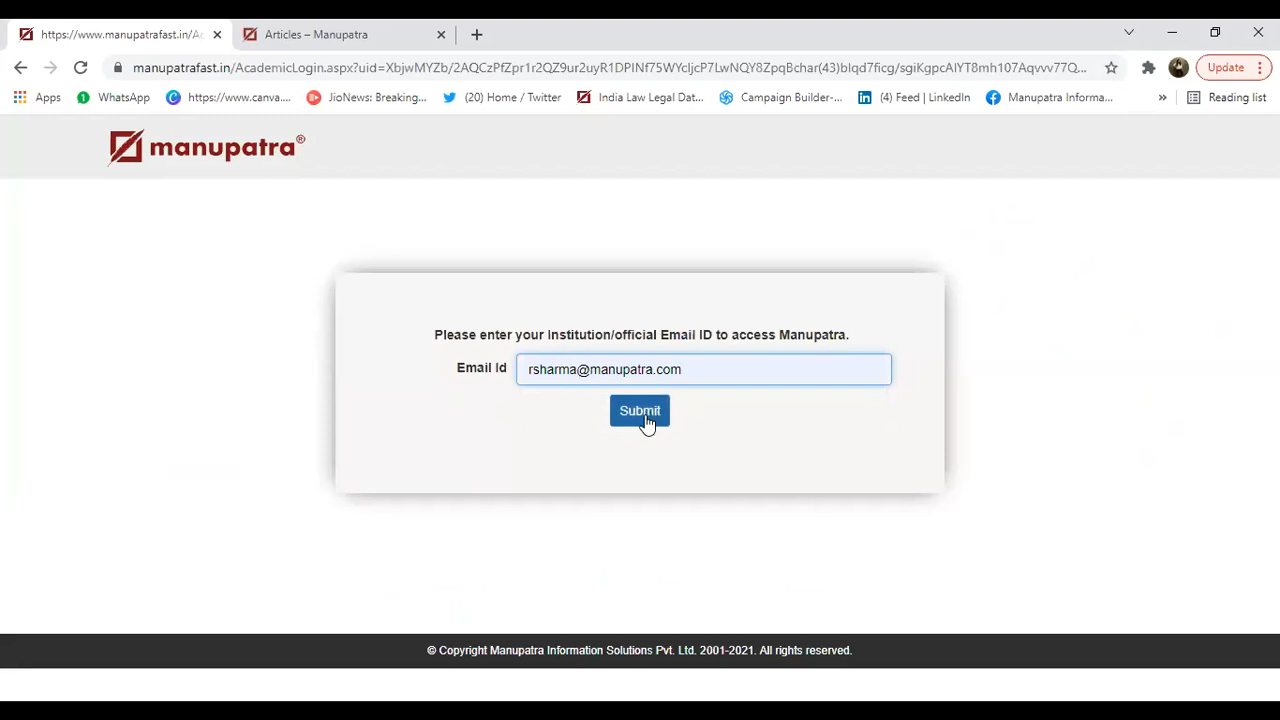 https://www.manupatrafast.in/Ac
Articles – Manupatra
manupatrafast.in/AcademicLogin.aspx?uid=XbjwMYZb/2AQCzPfZpr1r2QZ9ur2uyR1DPINf75WYcIjcP7LwNQY8ZpqBchar(43)blqd7ficg/sgiKgpcAIYT8mh107Aqvvv77Q...
Update
Apps
WhatsApp
https://www.canva....
JioNews: Breaking...
(20) Home / Twitter
India Law Legal Dat...
Campaign Builder-...
(4) Feed | LinkedIn
Manupatra Informa...
»
Reading list
manupatra®
Please enter your Institution/official Email ID to access Manupatra.
Email Id
rsharma@manupatra.com
Submit
© Copyright Manupatra Information Solutions Pvt. Ltd. 2001-2021. All rights reserved.